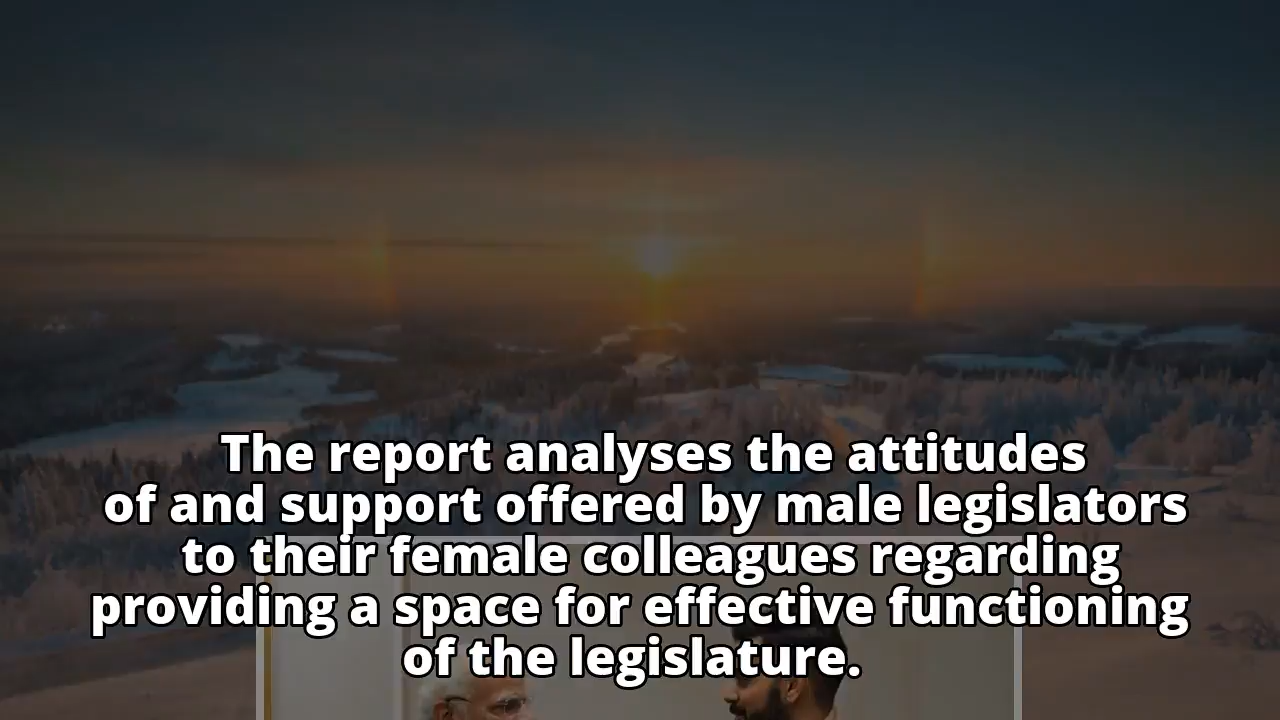 The report analyses the attitudes
of and support offered by male legislators
to their female colleagues regarding
providing a space for effective functioning
of the legislature.